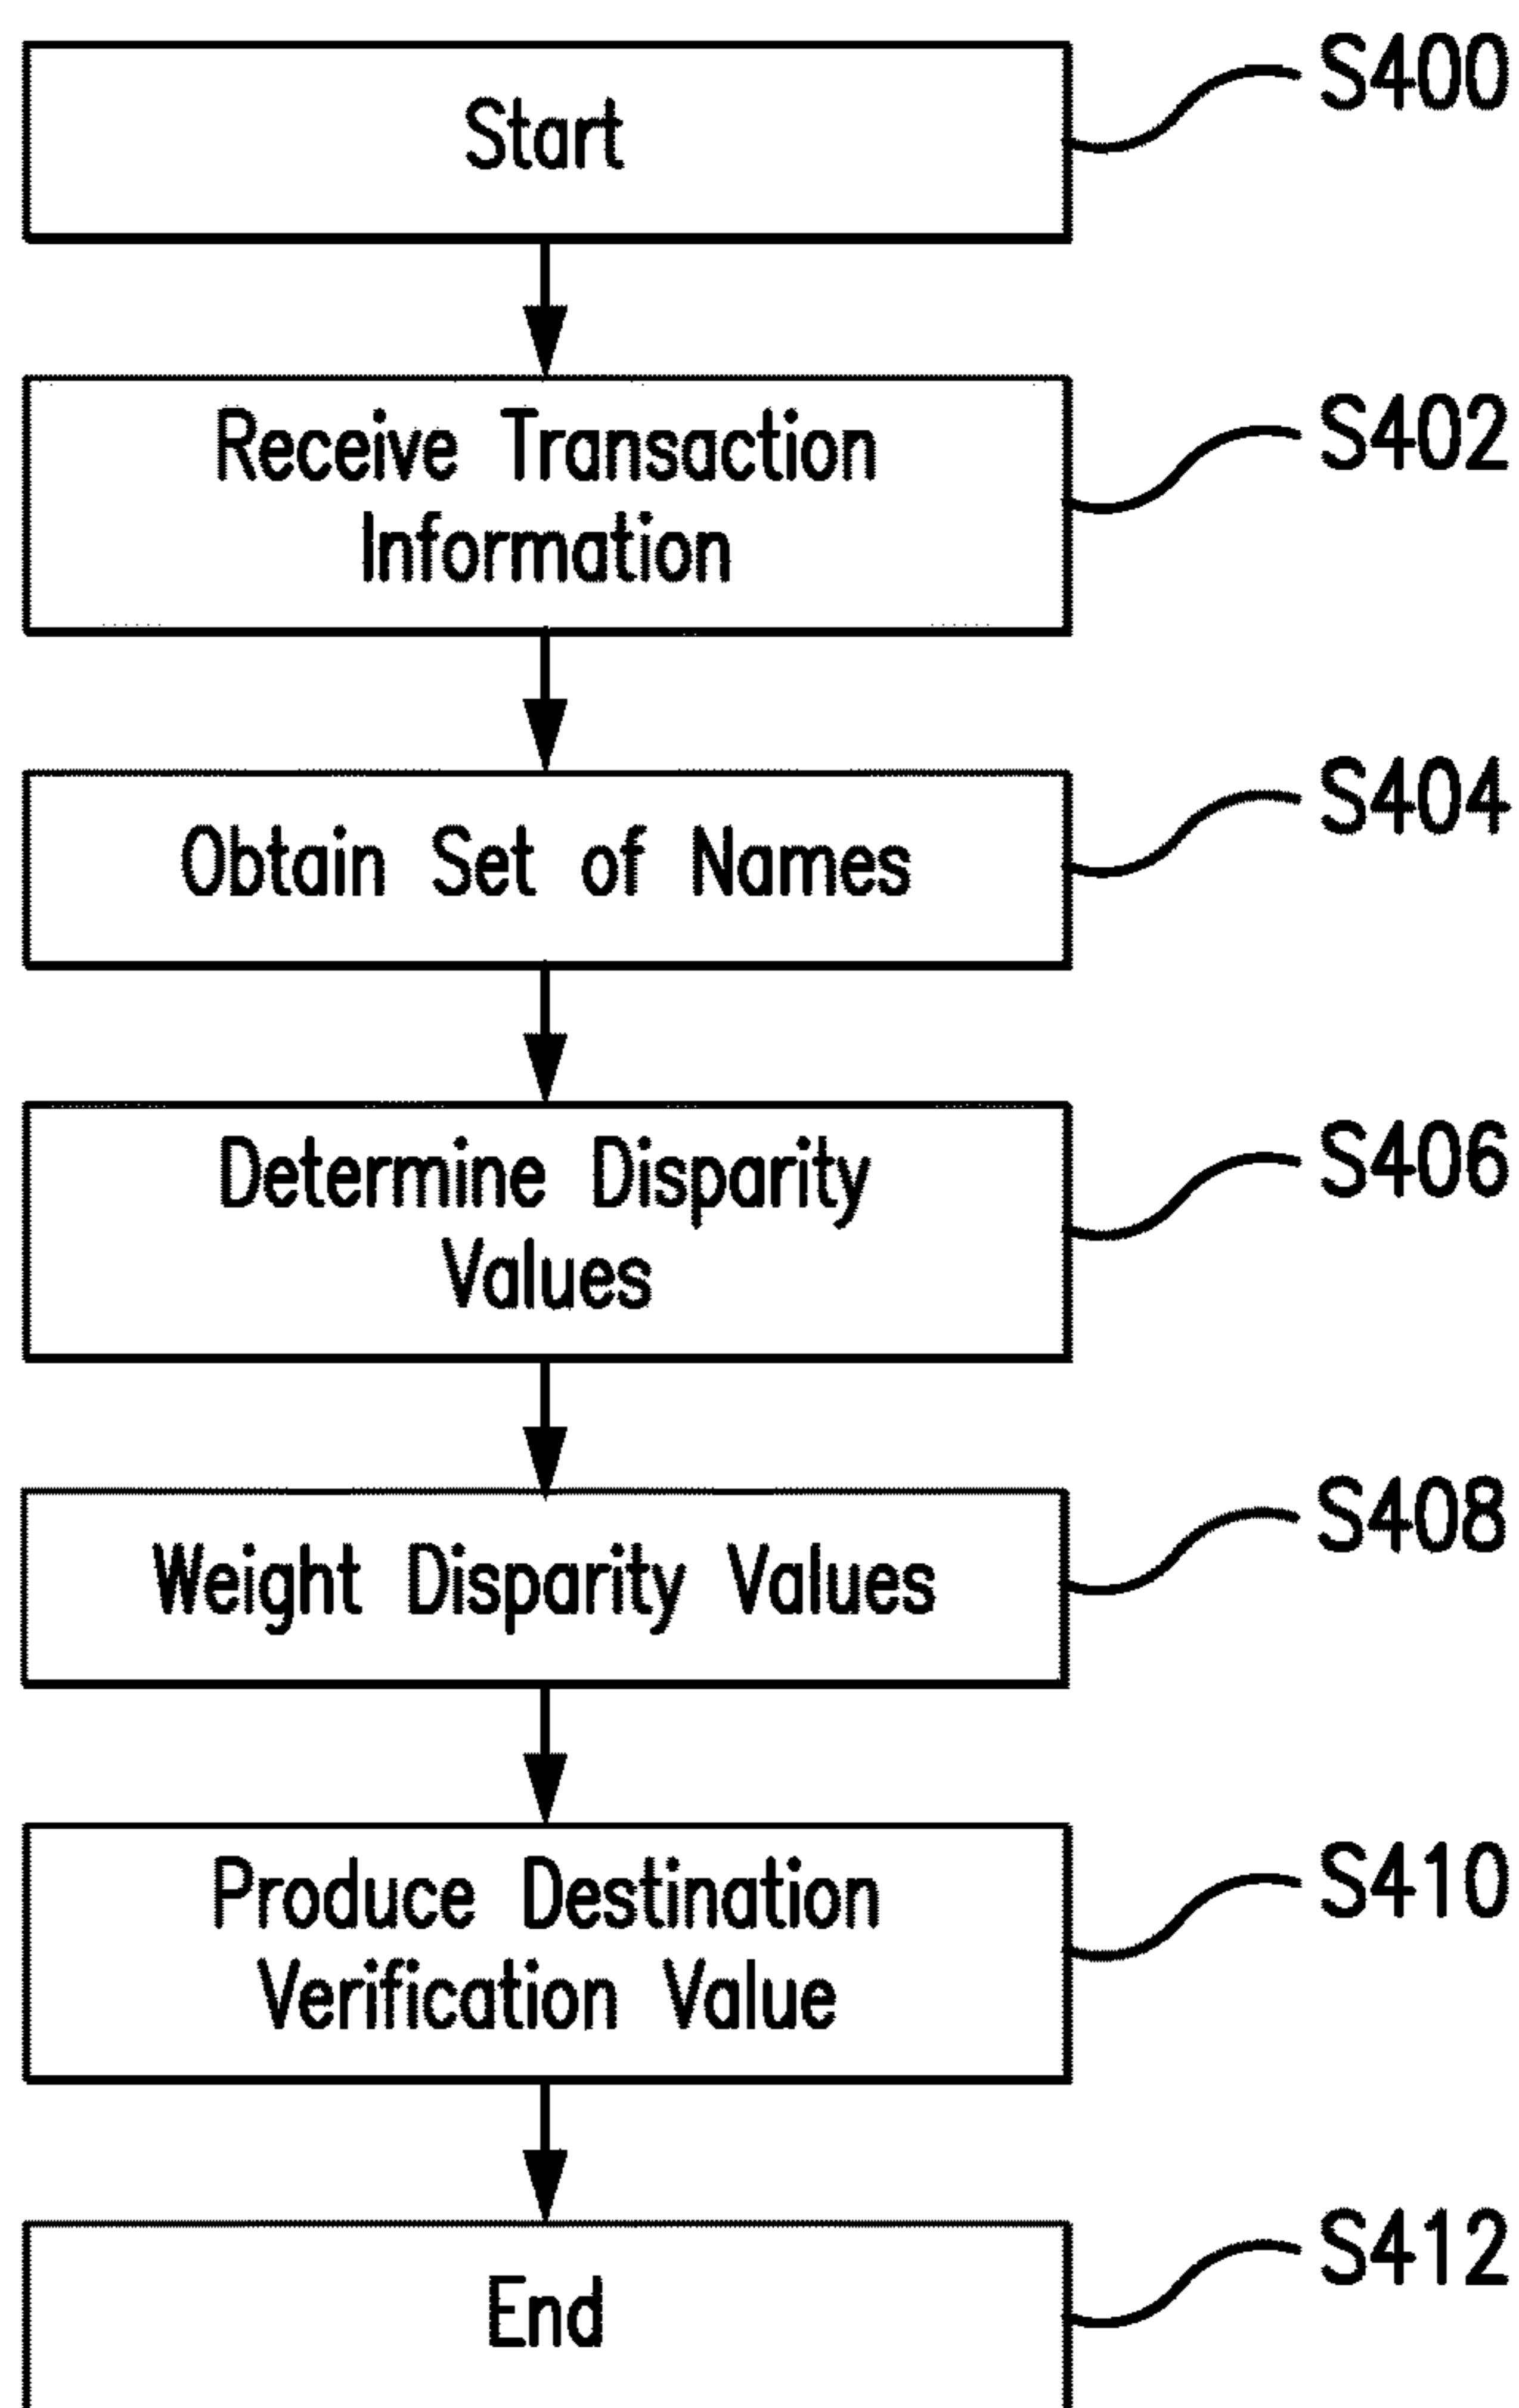 Start
S400
Receive Transaction
Information
S402
Obtain Set of Names
S404
Determine Disparity
Values
S406
Weight Disparity Values
S408
Produce Destination
Verification Value
S410
End
S412